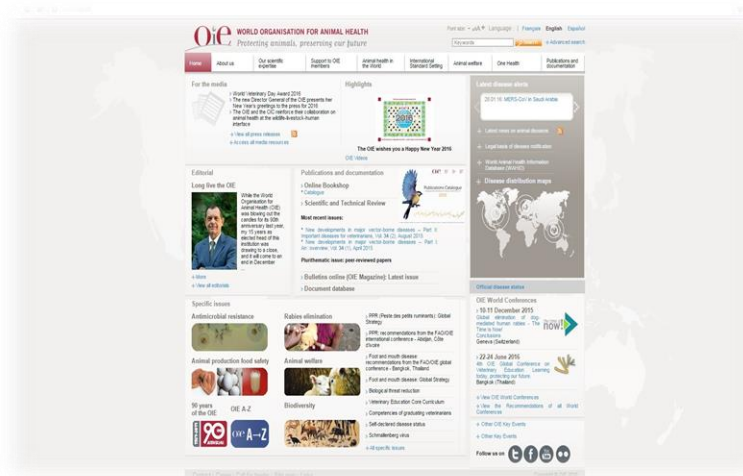 Oie WORLD ORGANISATION FOR ANIMAL HEALTH
Protecting animals, preserving our future
Language : Français English Español
Keywords
Advanced search
Home
About us
Our scientific expertise
Support to OIE members
Animal health in the World
International Standard Setting
Animal welfare
One Health
Publications and documentation
For the media
World Veterinary Day Award 2016
The new Director General of the OIE presents her
New Year's greetings to the press for 2016
The OIE and the CIC reinforce their collaboration on
animal health at the wildlife-livestock-human
interface
View all press releases
Access all media resources
Highlights
2016
The OIE wishes you a Happy New Year 2016
OIE Videos
Latest disease alerts
MERS-CoV in Saudi Arabia
Latest news on animal diseases
Legal basis of disease notification
World Animal Health Information
Database (WAHID)
Disease distribution maps
Editorial
Long live the OIE
While the World
Organisation for
Animal Health (OIE)
was blowing out the
candles for its 90th
anniversary last year,
my 15 years as
elected head of this
institution was
drawing to a close,
and it will come to an
end in December
...
More
View all editorials
Publications and documentation
Online Bookshop
* Catalogue
Scientific and Technical Review
Most recent issues:
* New developments in major vector-borne diseases – Part II:
Important diseases for veterinarians, Vol. 34 (2), August 2015
* New developments in major vector-borne diseases – Part I:
An overview, Vol. 34 (1), April 2015
Plurithematic issue: peer-reviewed papers
Bulletins online (OIE Magazine): Latest issue
Document database
Oie
Publications Catalogue
Official disease status
OIE World Conferences
10-11 December 2015
Global elimination of dog-
mediated human rabies - The
Time is now!
Conclusions
Geneva (Switzerland)
now!
22-24 June 2016
4th OIE Global Conference on
Veterinary Education Learning
today, protecting our future
Bangkok (Thailand)
View OIE World Conferences
View the Recommendations of all World
Conferences
Other OIE Key Events
Other Key Events
Follow us on
Specific issues
Antimicrobial resistance
Rabies elimination
Animal production food safety
Animal welfare
90 years
of the OIE
OIE A-Z
Biodiversity
90
Oie A→Z
PPR (Peste des petits ruminants): Global
Strategy
PPR: recommendations from the FAO/OIE
international conference - Abidjan, Côte
d'Ivoire
Foot and mouth disease:
recommendations from the FAO/OIE global
conference - Bangkok, Thailand.
Foot and mouth disease: Global Strategy
Biological threat reduction
Veterinary Education Core Curriculum
Competencies of graduating veterinarians
Self-declared disease status
Schmallenberg virus
All specific issues